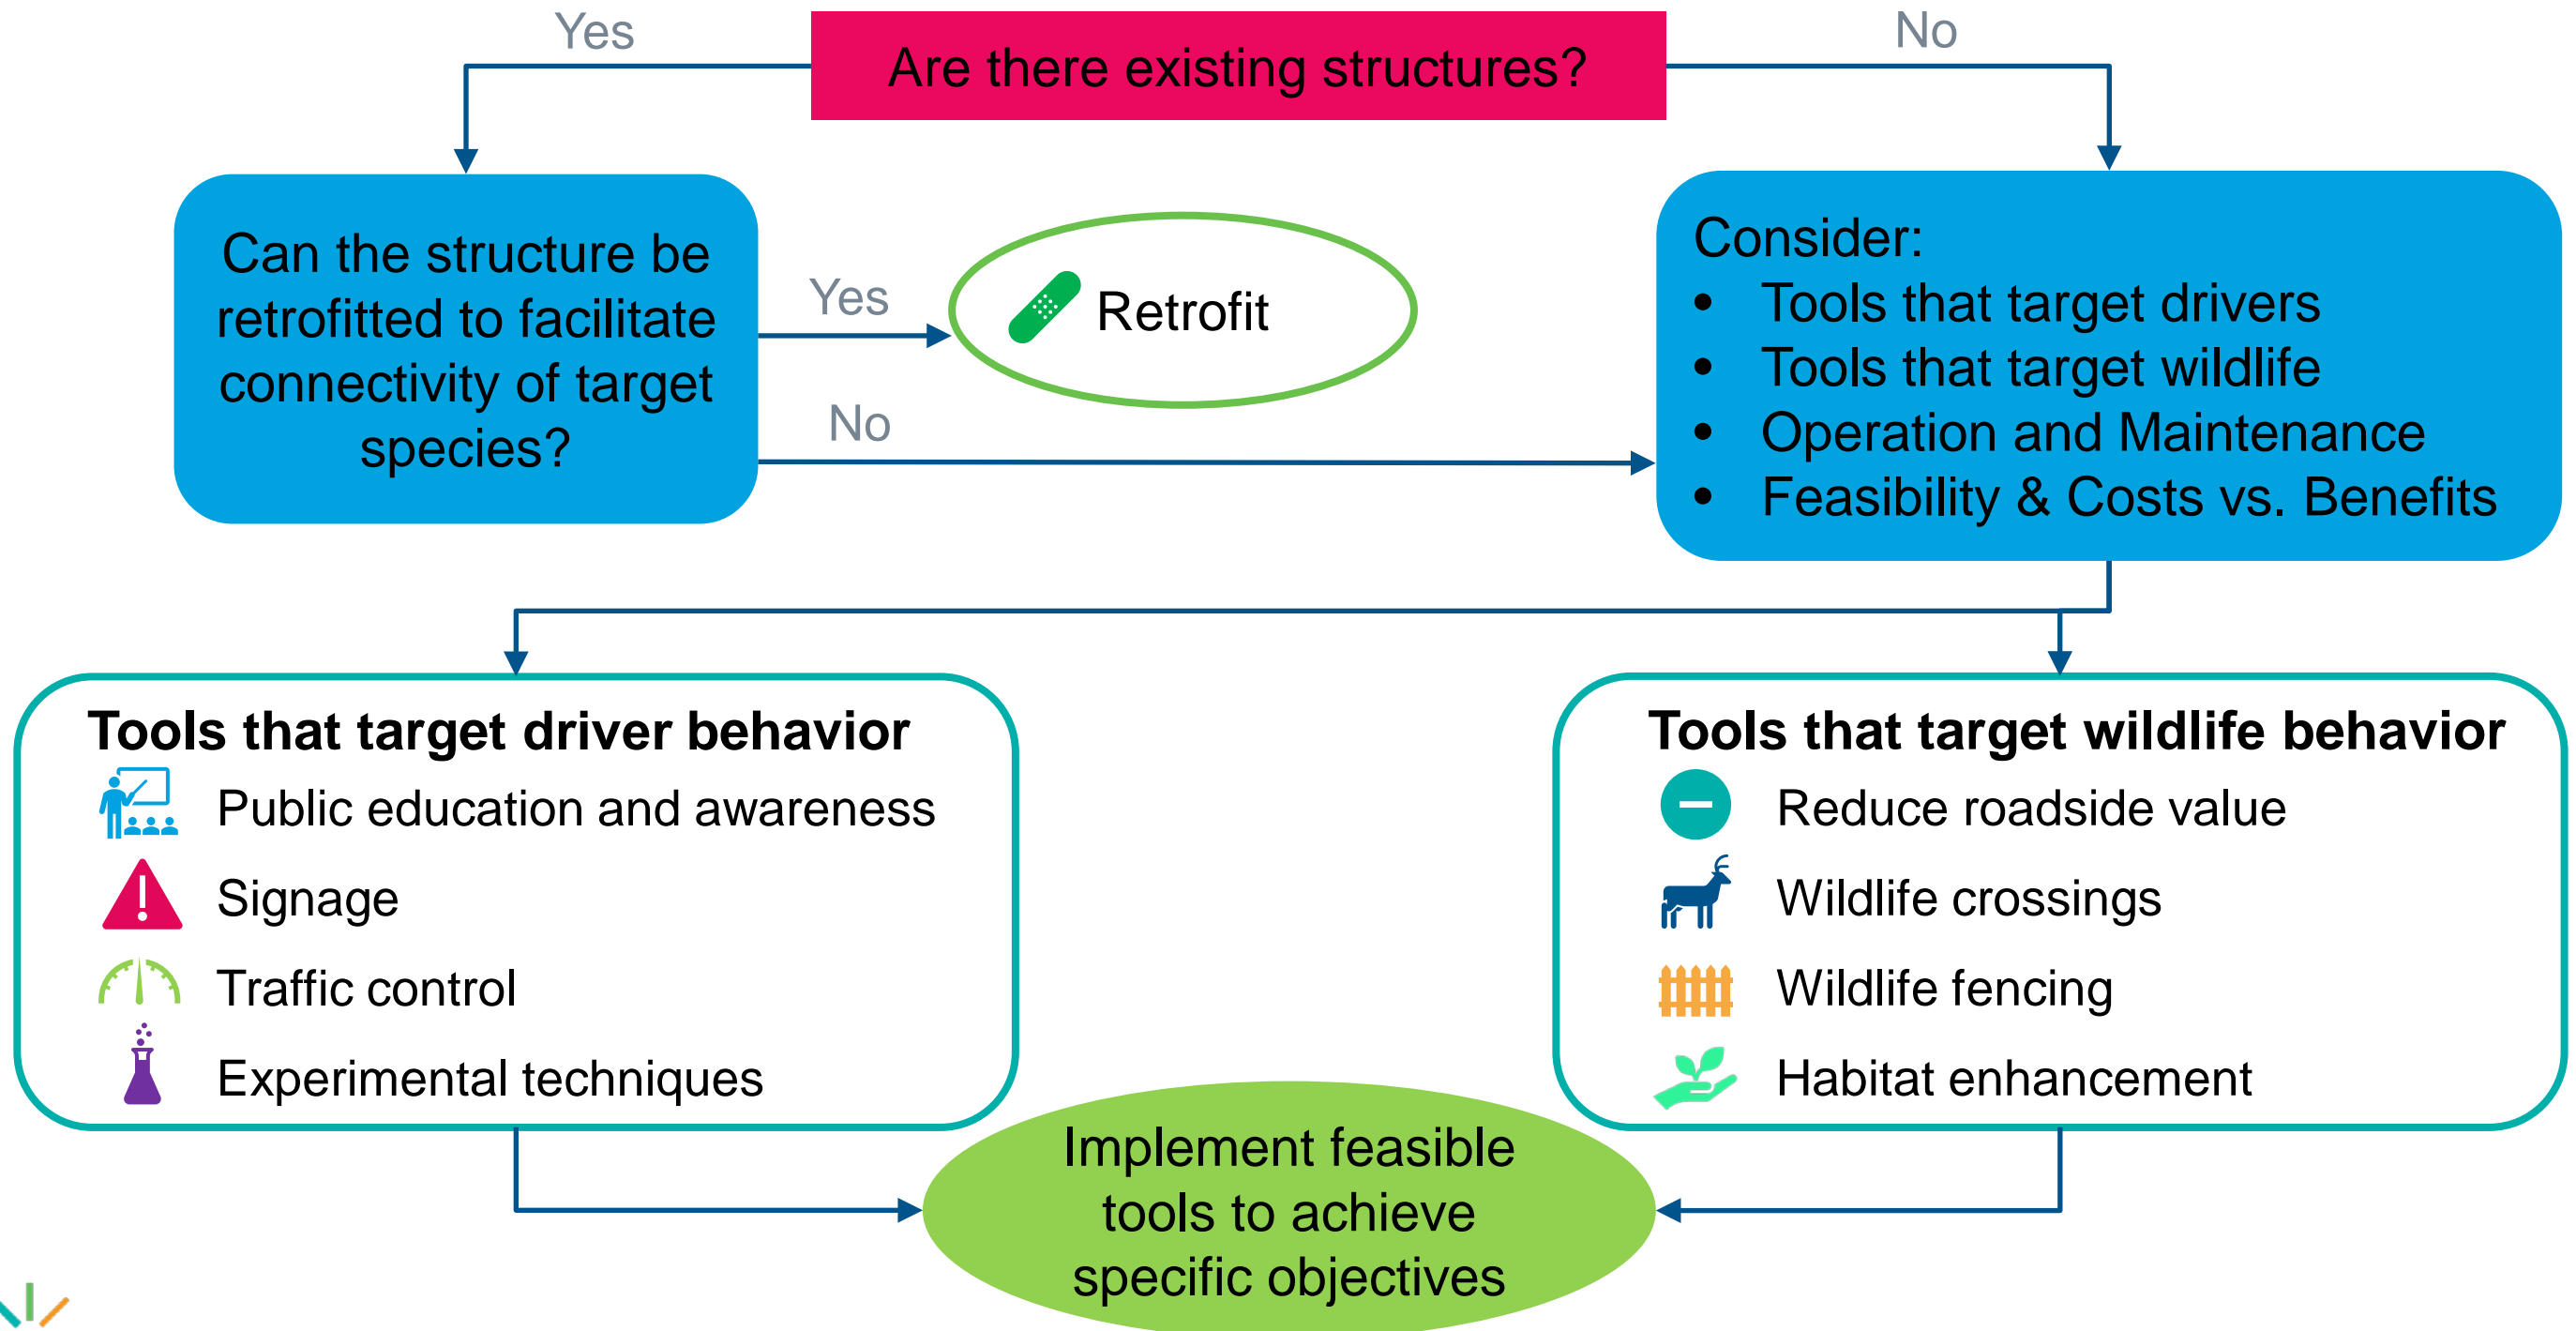 Yes
Are there existing structures?
No
Can the structure be
retrofitted to facilitate
connectivity of target
species?
Yes
Retrofit
No
Consider:
• Tools that target drivers
• Tools that target wildlife
• Operation and Maintenance
• Feasibility & Costs vs. Benefits
Tools that target driver behavior
Public education and awareness
Signage
Traffic control
Experimental techniques
Tools that target wildlife behavior
Reduce roadside value
Wildlife crossings
Wildlife fencing
Habitat enhancement
Implement feasible
tools to achieve
specific objectives